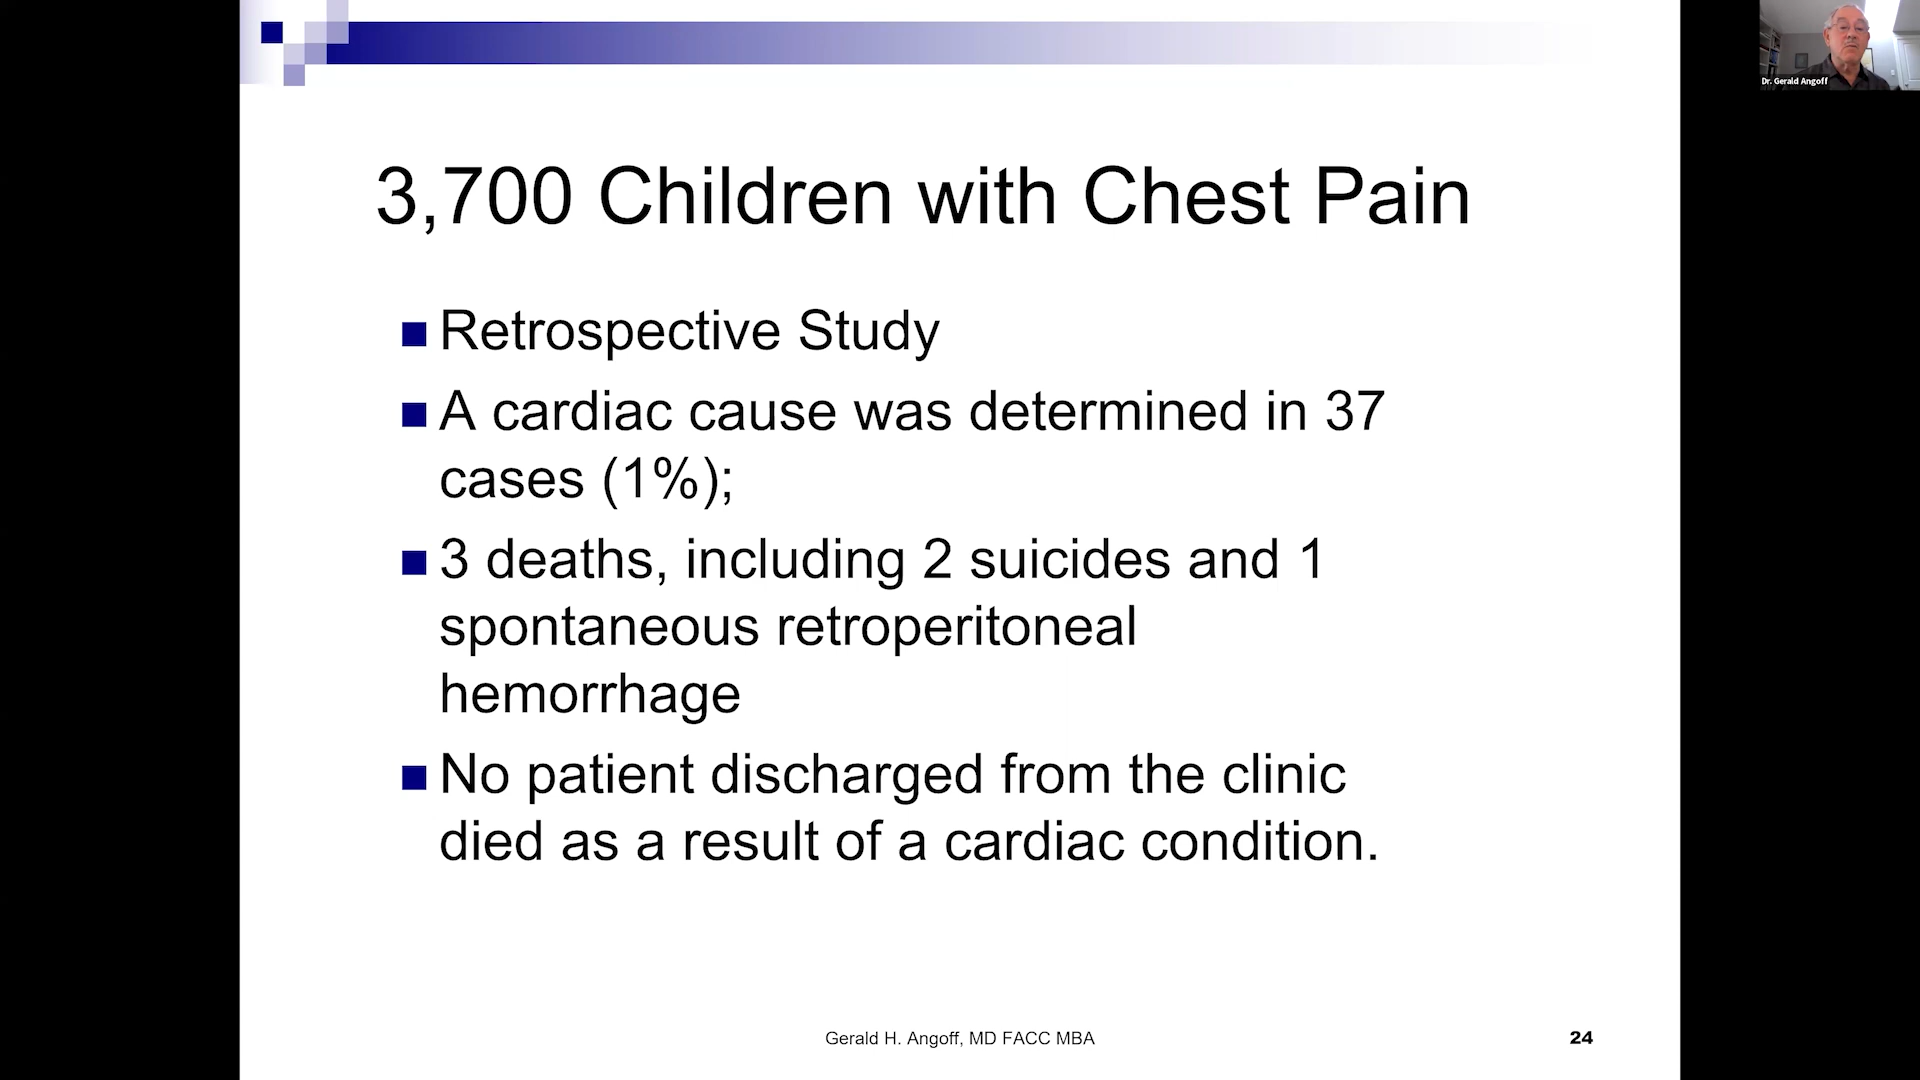 Dr. Gerald Angoff
3,700 Children with Chest Pain
Retrospective Study
A cardiac cause was determined in 37
cases (1%);
3 deaths, including 2 suicides and 1
spontaneous retroperitoneal
hemorrhage
No patient discharged from the clinic
died as a result of a cardiac condition.
Gerald H. Angoff, MD FACC MBA
24